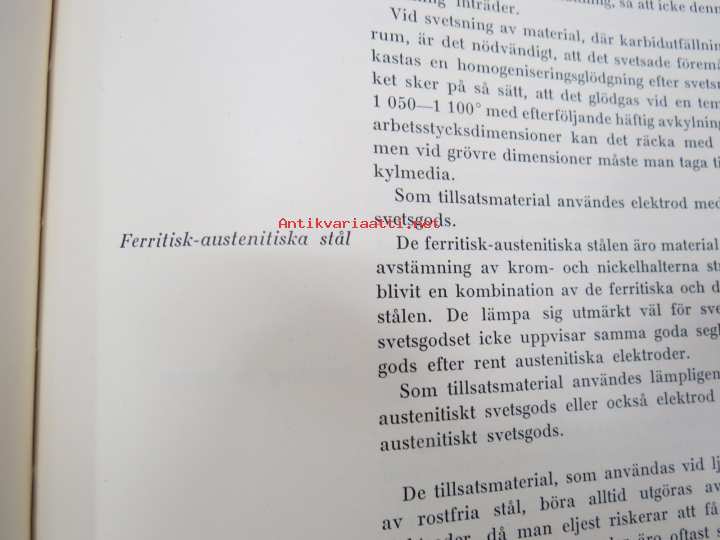 inträder.
Vid svetsning av material, där karbidutfällnin
rum, är det nödvändigt, att det svetsade föremå
kastas en homogeniseringsglödgning efter svetsn
ket sker på så sätt, att det glödgas vid en tem
1 050—1 100° med efterföljande häftig avkylning
arbetsstycksdimensioner kan det räcka med
men vid grövre dimensioner måste man taga ti
kylmedia.
Som tillsatsmaterial användes elektrod med
svetsgods.
Antikvariaatti.net
Ferritisk-austenitiska stål
De ferritisk-austenitiska stålen äro material
avstämning av krom- och nickelhalterna st
blivit en kombination av de ferritiska och d
stålen. De lämpa sig utmärkt väl för sve
svetsgodset icke uppvisar samma goda segh
gods efter rent austenitiska elektroder.
Som tillsatsmaterial användes lämpligen
austenitiskt svetsgods eller också elektrod
austenitiskt svetsgods.
De tillsatsmaterial, som användas vid lj
av rostfria stål, böra alltid utgöras av
då man eljest riskerar att få
äro oftast s